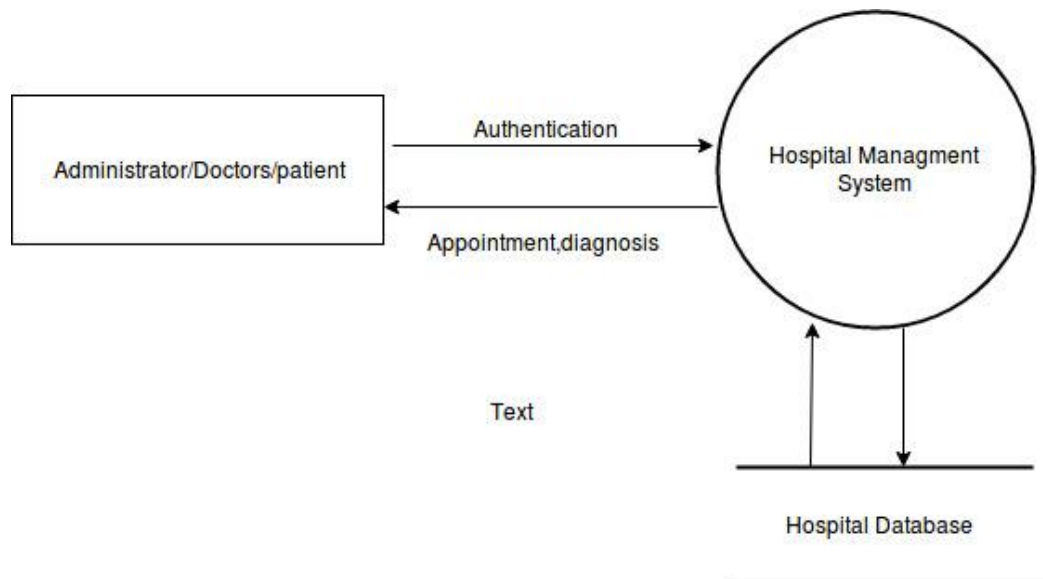 Authentication
Administrator/Doctors/patient
Hospital Managment
System
Appointment,diagnosis
Text
Hospital Database